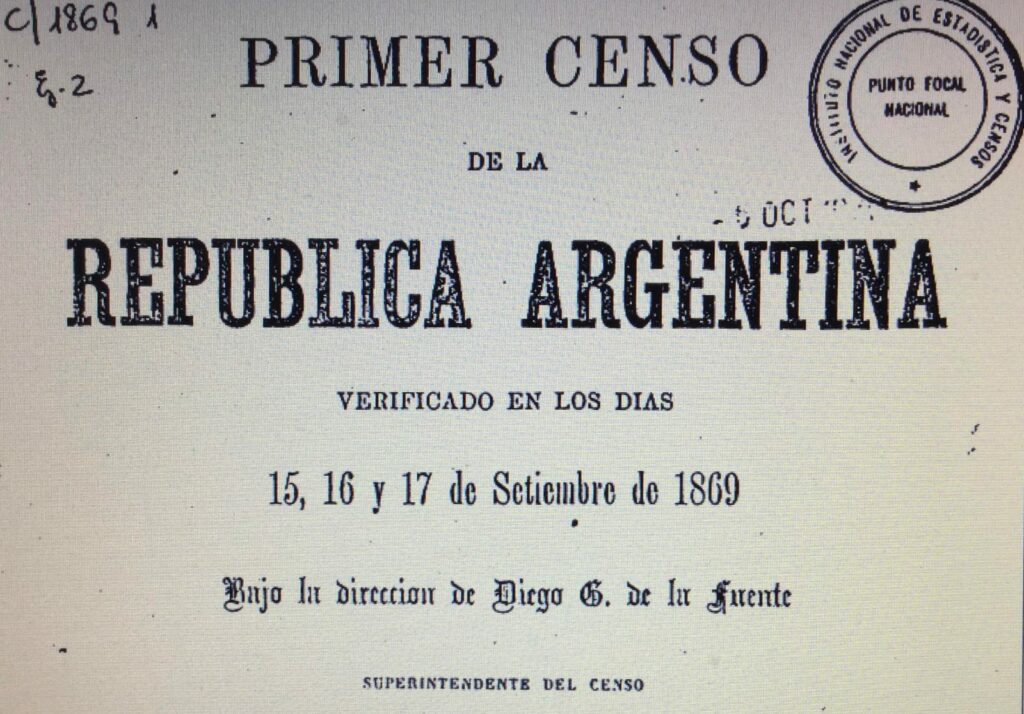 C/1869 1
PRIMER CENSO
Ej. 2
INSTITUTO NACIONAL DE ESTADISTICA Y CENSOS
PUNTO FOCAL
NACIONAL
DE LA
OCT
REPUBLICA ARGENTINA
VERIFICADO EN LOS DIAS
15, 16 y 17 de Setiembre de 1869
Bajo la direccion de Diego G. de la Fuente
SUPERINTENDENTE DEL CENSO